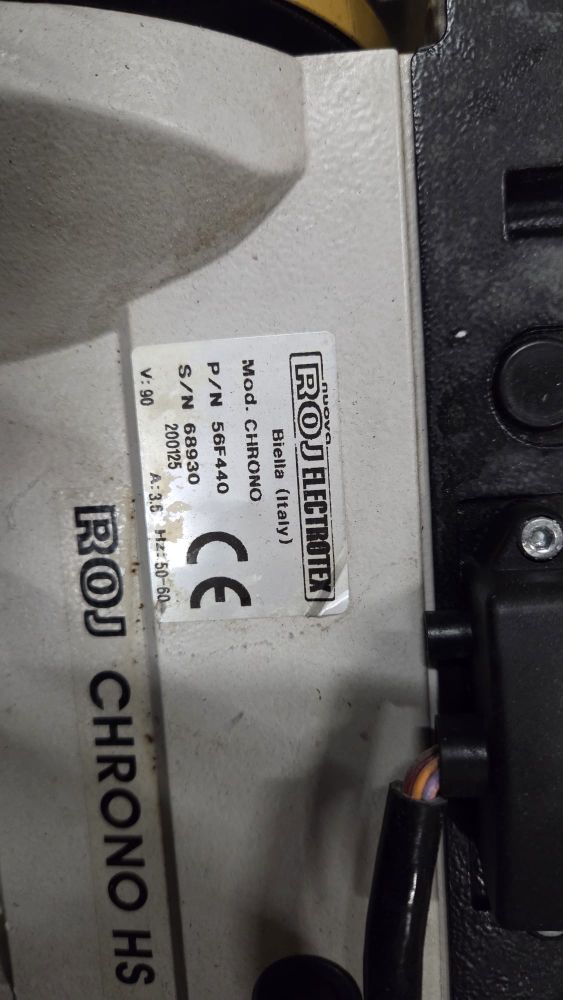 nuova
ROJ ELECTROTEX
Biella (Italy)
Mod. CHRONO
P/N 56F440
S/N 68930
200125
V: 90 A: 3,6 Hz: 50-60
CE
ROJ CHRONO HS